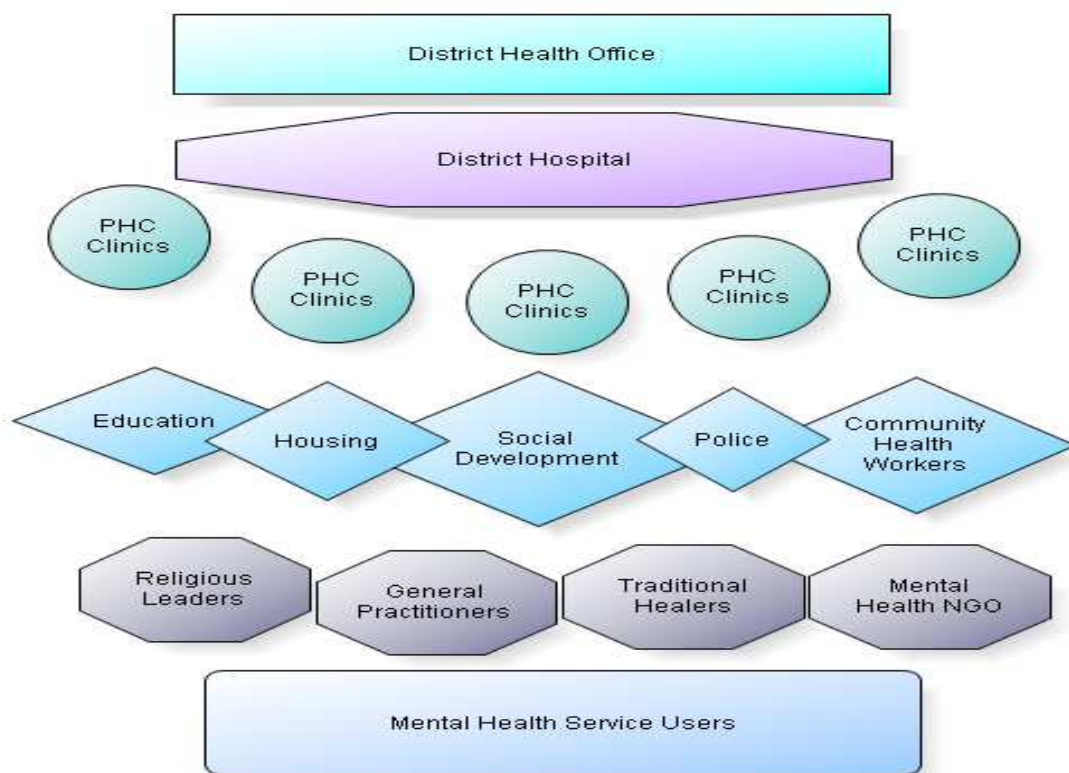 District Health Office
District Hospital
PHC
Clinics
PHC
Clinics
PHC
Clinics
PHC
Clinics
PHC
Clinics
Education
Housing
Social
Development
Police
Community
Health
Workers
Religious
Leaders
General
Practitioners
Traditional
Healers
Mental
Health NGO
Mental Health Service Users